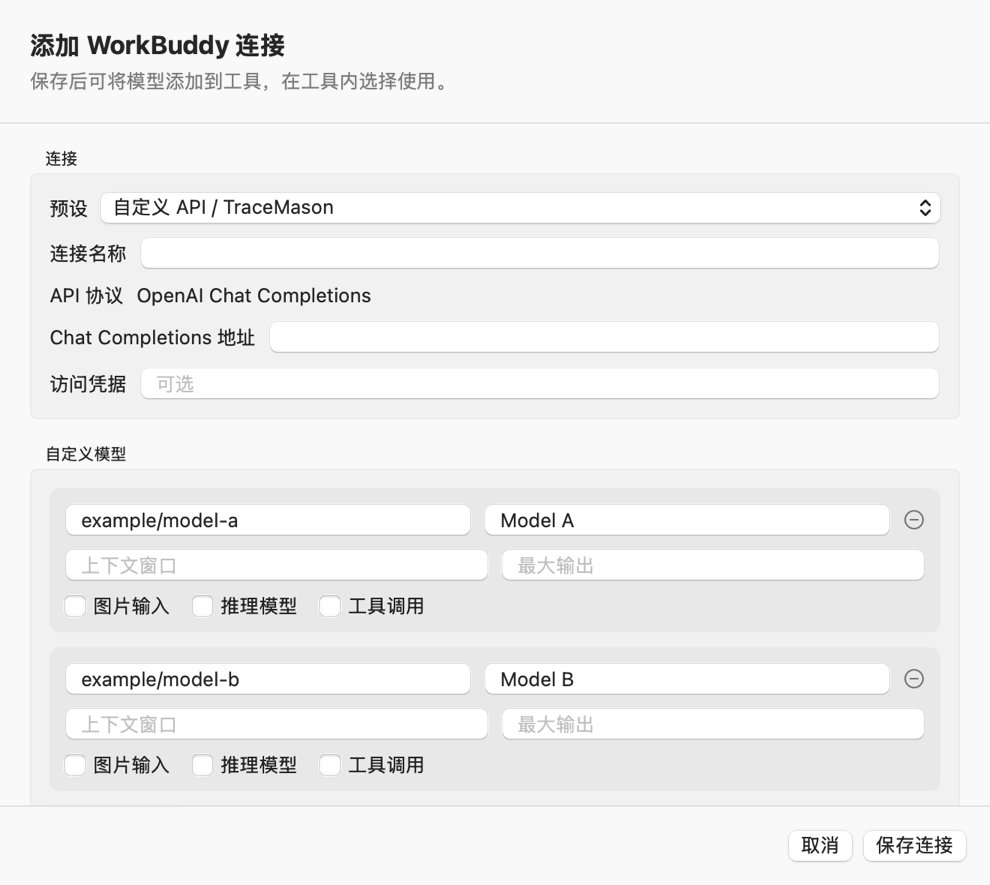 添加 WorkBuddy 连接
保存后可将模型添加到工具，在工具内选择使用。
连接
预设 自定义 API / TraceMason
连接名称
API 协议 OpenAI Chat Completions
Chat Completions 地址
访问凭据 可选
自定义模型
example/model-a Model A
上下文窗口 最大输出
图片输入 推理模型 工具调用
example/model-b Model B
上下文窗口 最大输出
图片输入 推理模型 工具调用
取消 保存连接